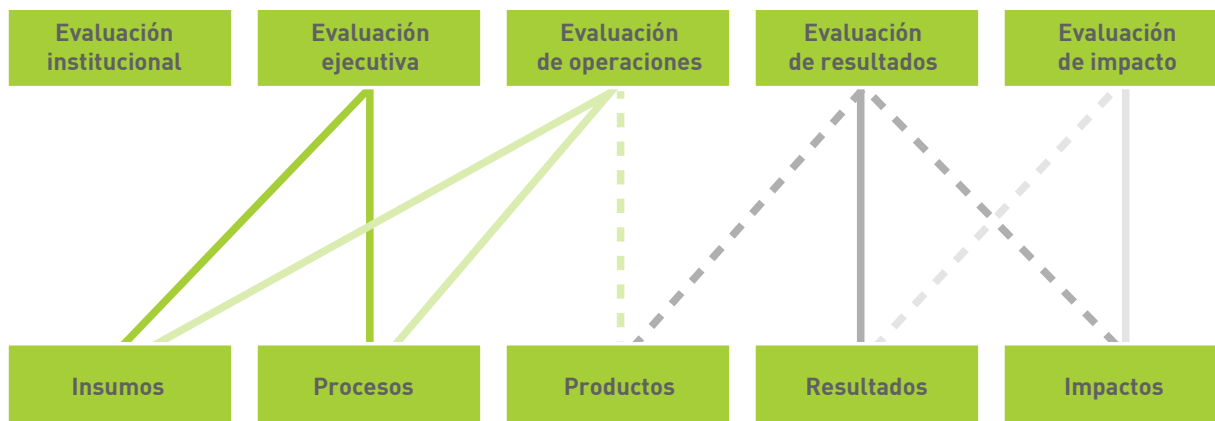 Evaluación
institucional
Evaluación
ejecutiva
Evaluación
de operaciones
Evaluación
de resultados
Evaluación
de impacto
Insumos
Procesos
Productos
Resultados
Impactos